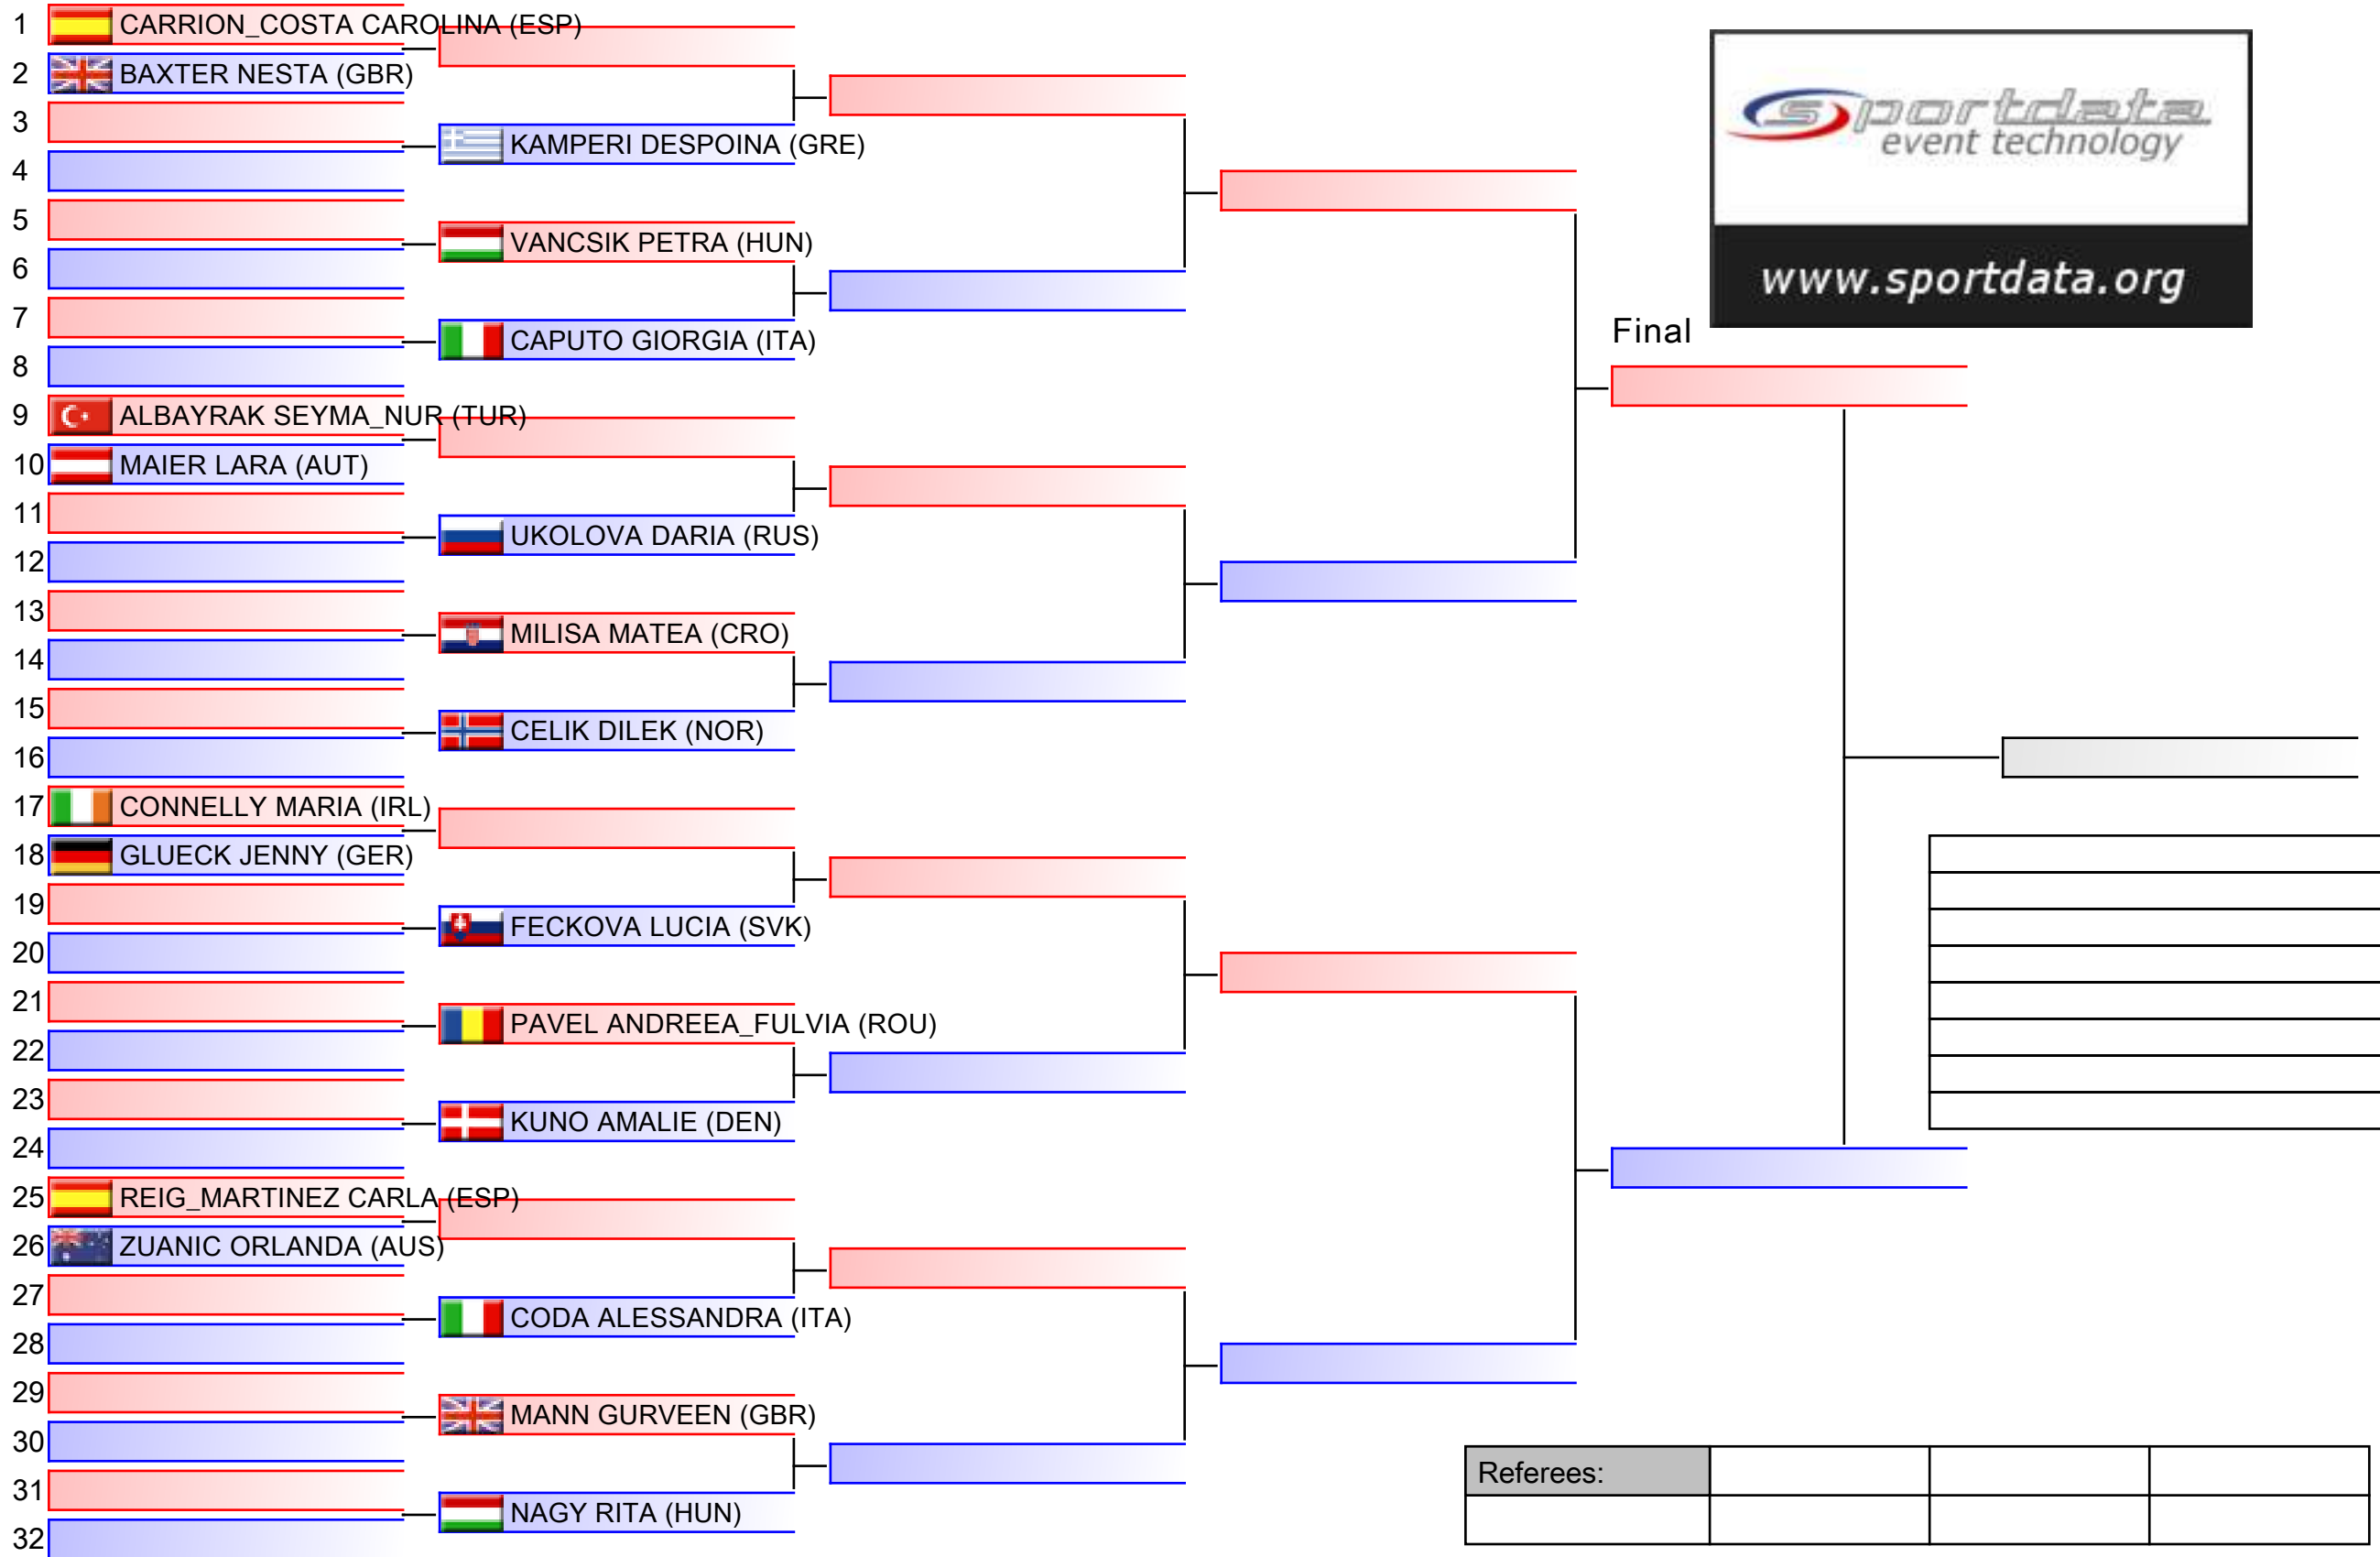 1 CARRION_COSTA CAROLINA (ESP)
2 BAXTER NESTA (GBR)
3
KAMPERI DESPOINA (GRE)
4
5
VANCSIK PETRA (HUN)
6
7
CAPUTO GIORGIA (ITA)
8
9 ALBAYRAK SEYMA_NUR (TUR)
10 MAIER LARA (AUT)
11
UKOLOVA DARIA (RUS)
12
13
MILISA MATEA (CRO)
14
15
CELIK DILEK (NOR)
16
17 CONNELLY MARIA (IRL)
18 GLUECK JENNY (GER)
19
FECKOVA LUCIA (SVK)
20
21
PAVEL ANDREEA_FULVIA (ROU)
22
23
KUNO AMALIE (DEN)
24
25 REIG_MARTINEZ CARLA (ESP)
26 ZUANIC ORLANDA (AUS)
27
CODA ALESSANDRA (ITA)
28
29
MANN GURVEEN (GBR)
30
31
NAGY RITA (HUN)
32
sportdata
event technology
www.sportdata.org
Final
Referees: